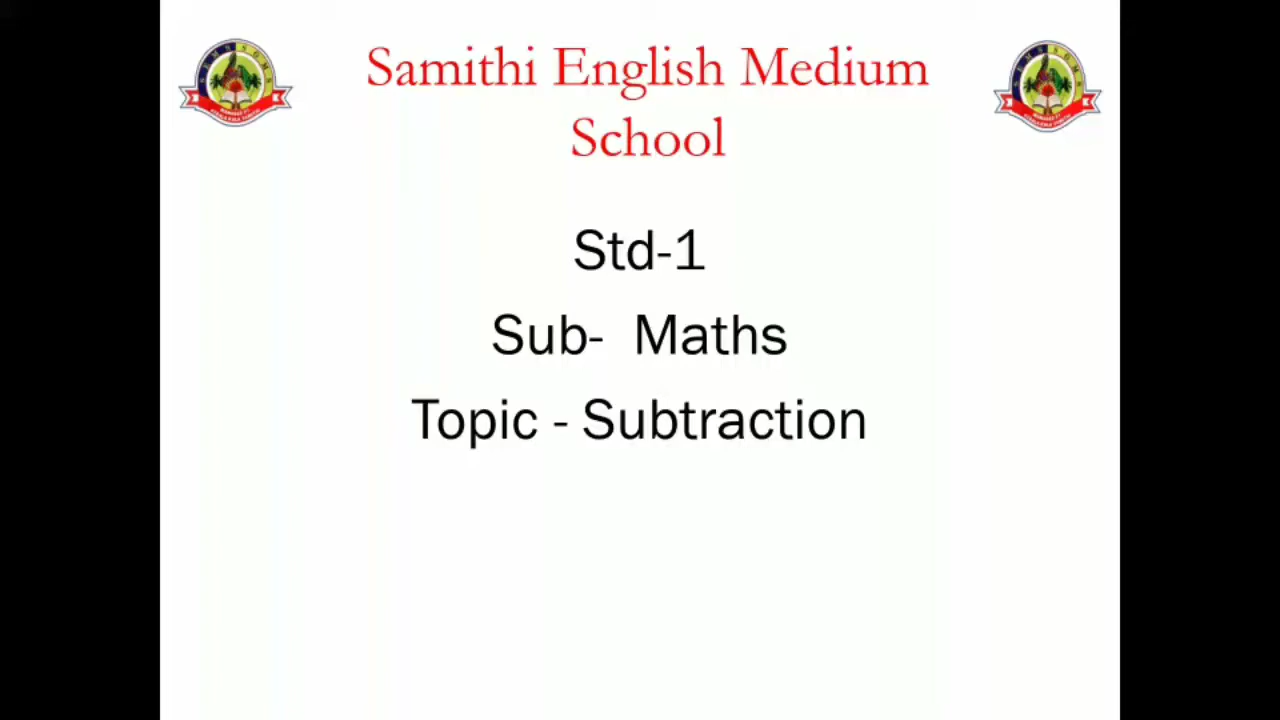 Samithi English Medium
School
Std-1
Sub- Maths
Topic - Subtraction